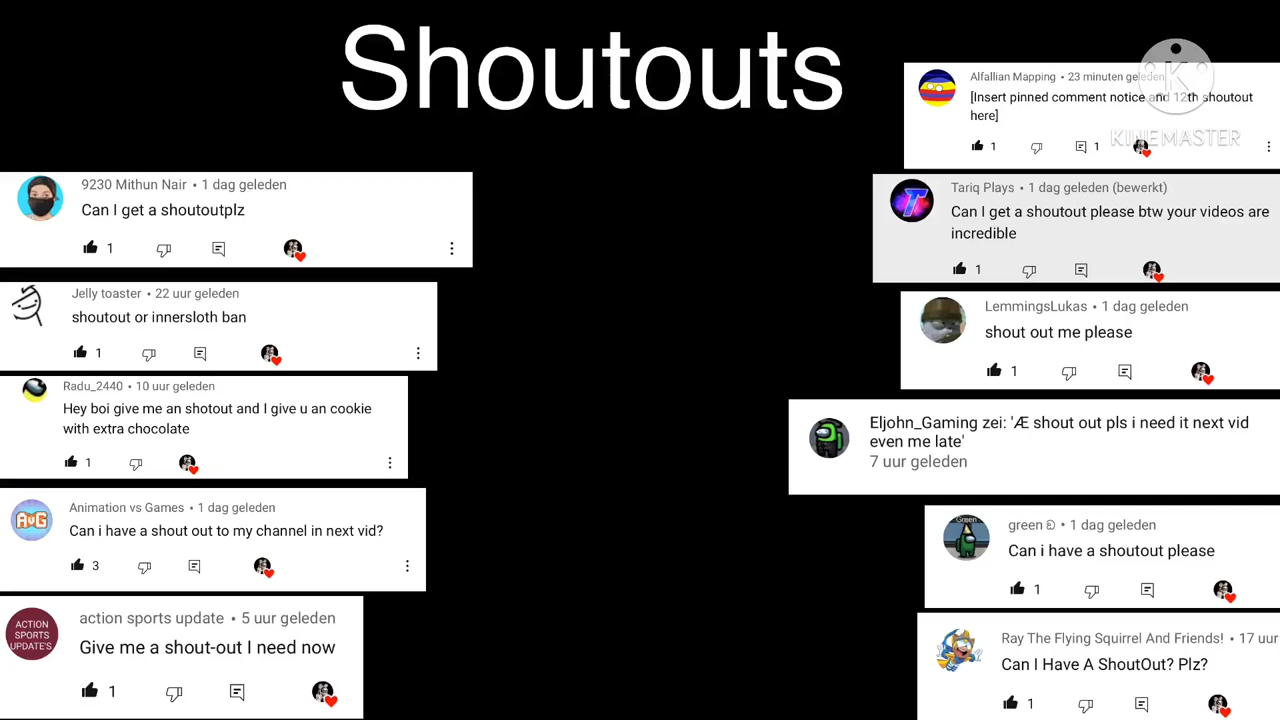 Shoutouts
KINEMASTER
9230 Mithun Nair • 1 dag geleden
Can I get a shoutoutplz
1
Jelly toaster • 22 uur geleden
shoutout or innersloth ban
1
Radu_2440 • 10 uur geleden
Hey boi give me an shotout and I give u an cookie
with extra chocolate
1
AvG
Animation vs Games • 1 dag geleden
Can i have a shout out to my channel in next vid?
3
ACTION
SPORTS
UPDATE'S
action sports update • 5 uur geleden
Give me a shout-out I need now
1
Alfallian Mapping • 23 minuten geleden
[Insert pinned comment notice and 12th shoutout
here]
1 1
T
Tariq Plays • 1 dag geleden (bewerkt)
Can I get a shoutout please btw your videos are
incredible
1
LemmingsLukas • 1 dag geleden
shout out me please
1
Eljohn_Gaming zei: 'Æ shout out pls i need it next vid
even me late'
7 uur geleden
Green
green ඞ • 1 dag geleden
Can i have a shoutout please
1
Ray The Flying Squirrel And Friends! • 17 uur
Can I Have A ShoutOut? Plz?
1